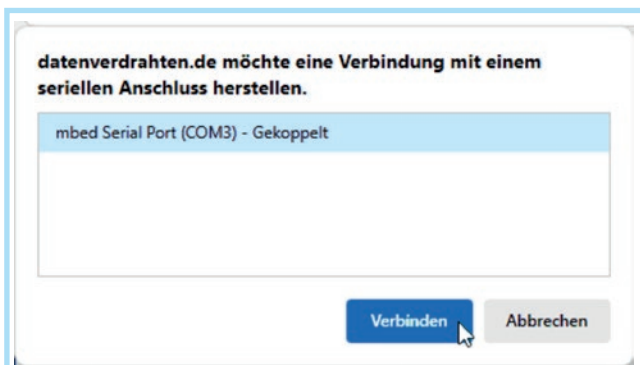 datenverdrahten.de möchte eine Verbindung mit einem
seriellen Anschluss herstellen.
mbed Serial Port (COM3) - Gekoppelt
Verbinden
Abbrechen